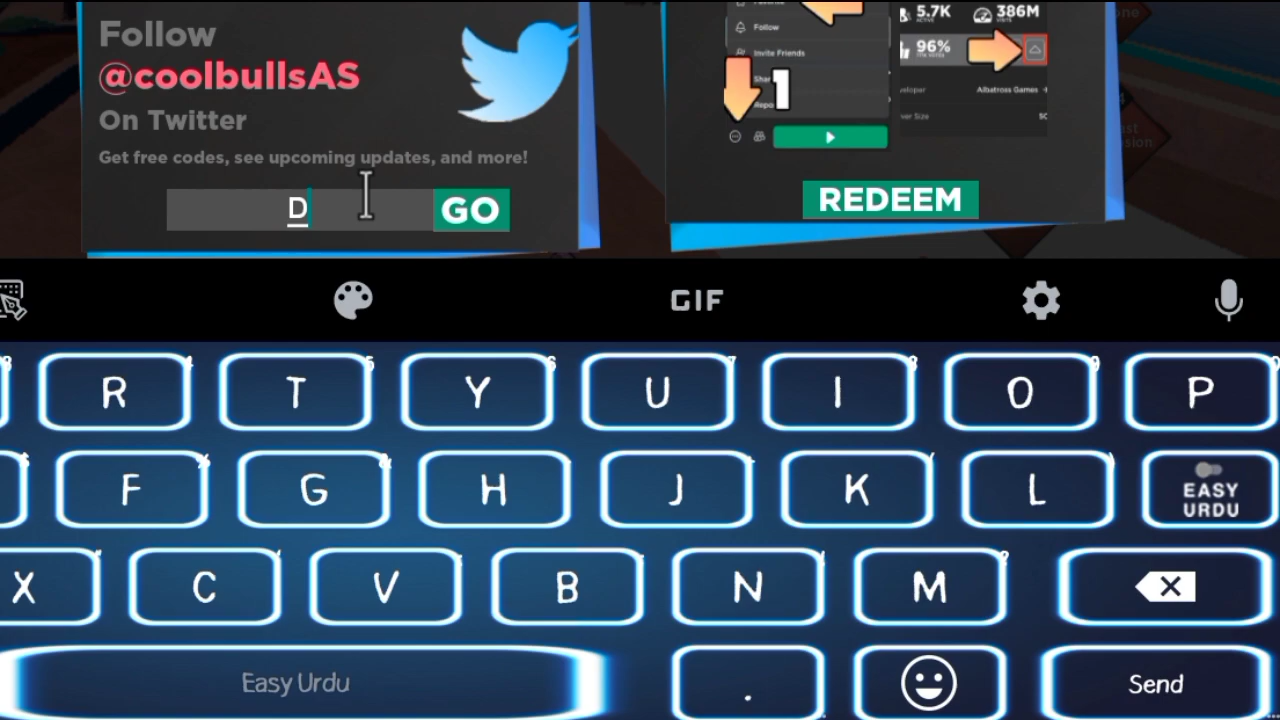 Follow
@coolbullsAS
On Twitter
Get free codes, see upcoming updates, and more!
D
GO
Follow
Invite Friends
1
5.7K
386M
96%
Albatross Games
REDEEM
GIF
R T Y U I O P
F G H J K L
EASY
URDU
X C V B N M
Easy Urdu
.
Send